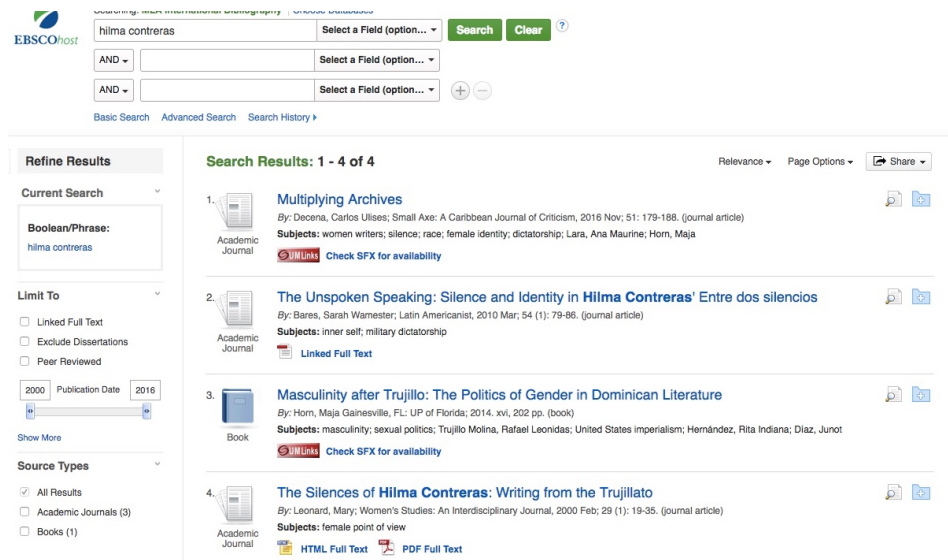 Searching: MLA International Bibliography Choose Databases
EBSCOhost
hilma contreras
Select a Field (option...
Search
Clear
?
AND
Select a Field (option...
AND
Select a Field (option...
Basic Search Advanced Search Search History
Refine Results
Current Search
Boolean/Phrase:
hilma contreras
Limit To
Linked Full Text
Exclude Dissertations
Peer Reviewed
2000 Publication Date 2016
Show More
Source Types
All Results
Academic Journals (3)
Books (1)
Search Results: 1 - 4 of 4
Relevance Page Options Share
1.
Academic
Journal
Multiplying Archives
By: Decena, Carlos Ulises; Small Axe: A Caribbean Journal of Criticism, 2016 Nov; 51: 179-188. (journal article)
Subjects: women writers; silence; race; female identity; dictatorship; Lara, Ana Maurine; Horn, Maja
SUMLinks Check SFX for availability
2.
Academic
Journal
The Unspoken Speaking: Silence and Identity in Hilma Contreras' Entre dos silencios
By: Bares, Sarah Wamester; Latin Americanist, 2010 Mar; 54 (1): 79-86. (journal article)
Subjects: inner self; military dictatorship
Linked Full Text
3.
Book
Masculinity after Trujillo: The Politics of Gender in Dominican Literature
By: Horn, Maja Gainesville, FL: UP of Florida; 2014. xvi, 202 pp. (book)
Subjects: masculinity; sexual politics; Trujillo Molina, Rafael Leonidas; United States imperialism; Hernández, Rita Indiana; Díaz, Junot
SUMLinks Check SFX for availability
4.
Academic
Journal
The Silences of Hilma Contreras: Writing from the Trujillato
By: Leonard, Mary; Women's Studies: An Interdisciplinary Journal, 2000 Feb; 29 (1): 19-35. (journal article)
Subjects: female point of view
HTML Full Text PDF Full Text